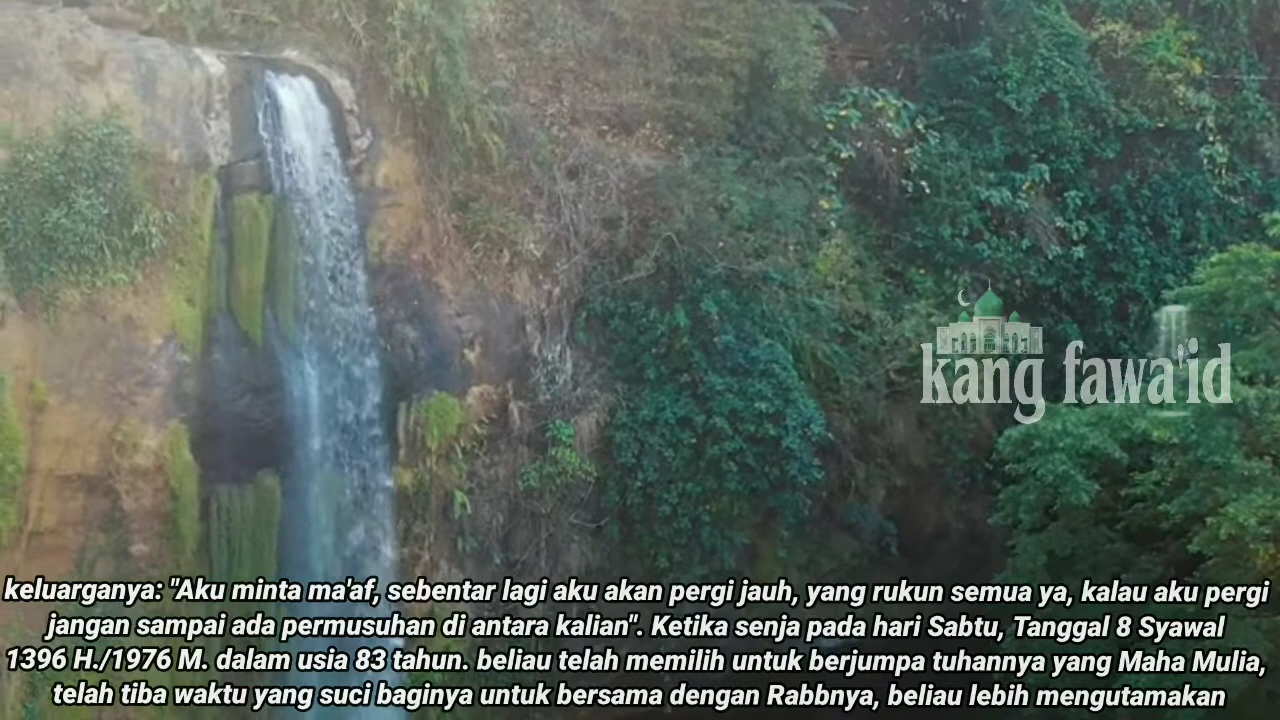 kang fawa'id
keluarganya: "Aku minta ma'af, sebentar lagi aku akan pergi jauh, yang rukun semua ya, kalau aku pergi
jangan sampai ada permusuhan di antara kalian". Ketika senja pada hari Sabtu, Tanggal 8 Syawal
1396 H./1976 M. dalam usia 83 tahun. beliau telah memilih untuk berjumpa tuhannya yang Maha Mulia,
telah tiba waktu yang suci baginya untuk bersama dengan Rabbnya, beliau lebih mengutamakan